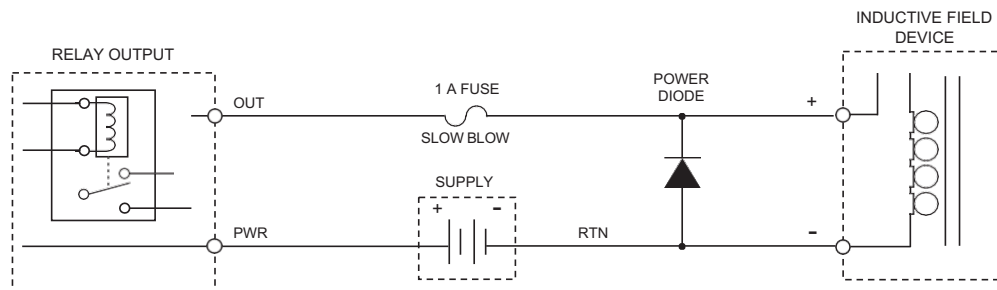 INDUCTIVE FIELD
DEVICE
RELAY OUTPUT
POWER
DIODE
1 A FUSE
OUT
+
SLOW BLOW
SUPPLY
+ -
PWR
RTN
-